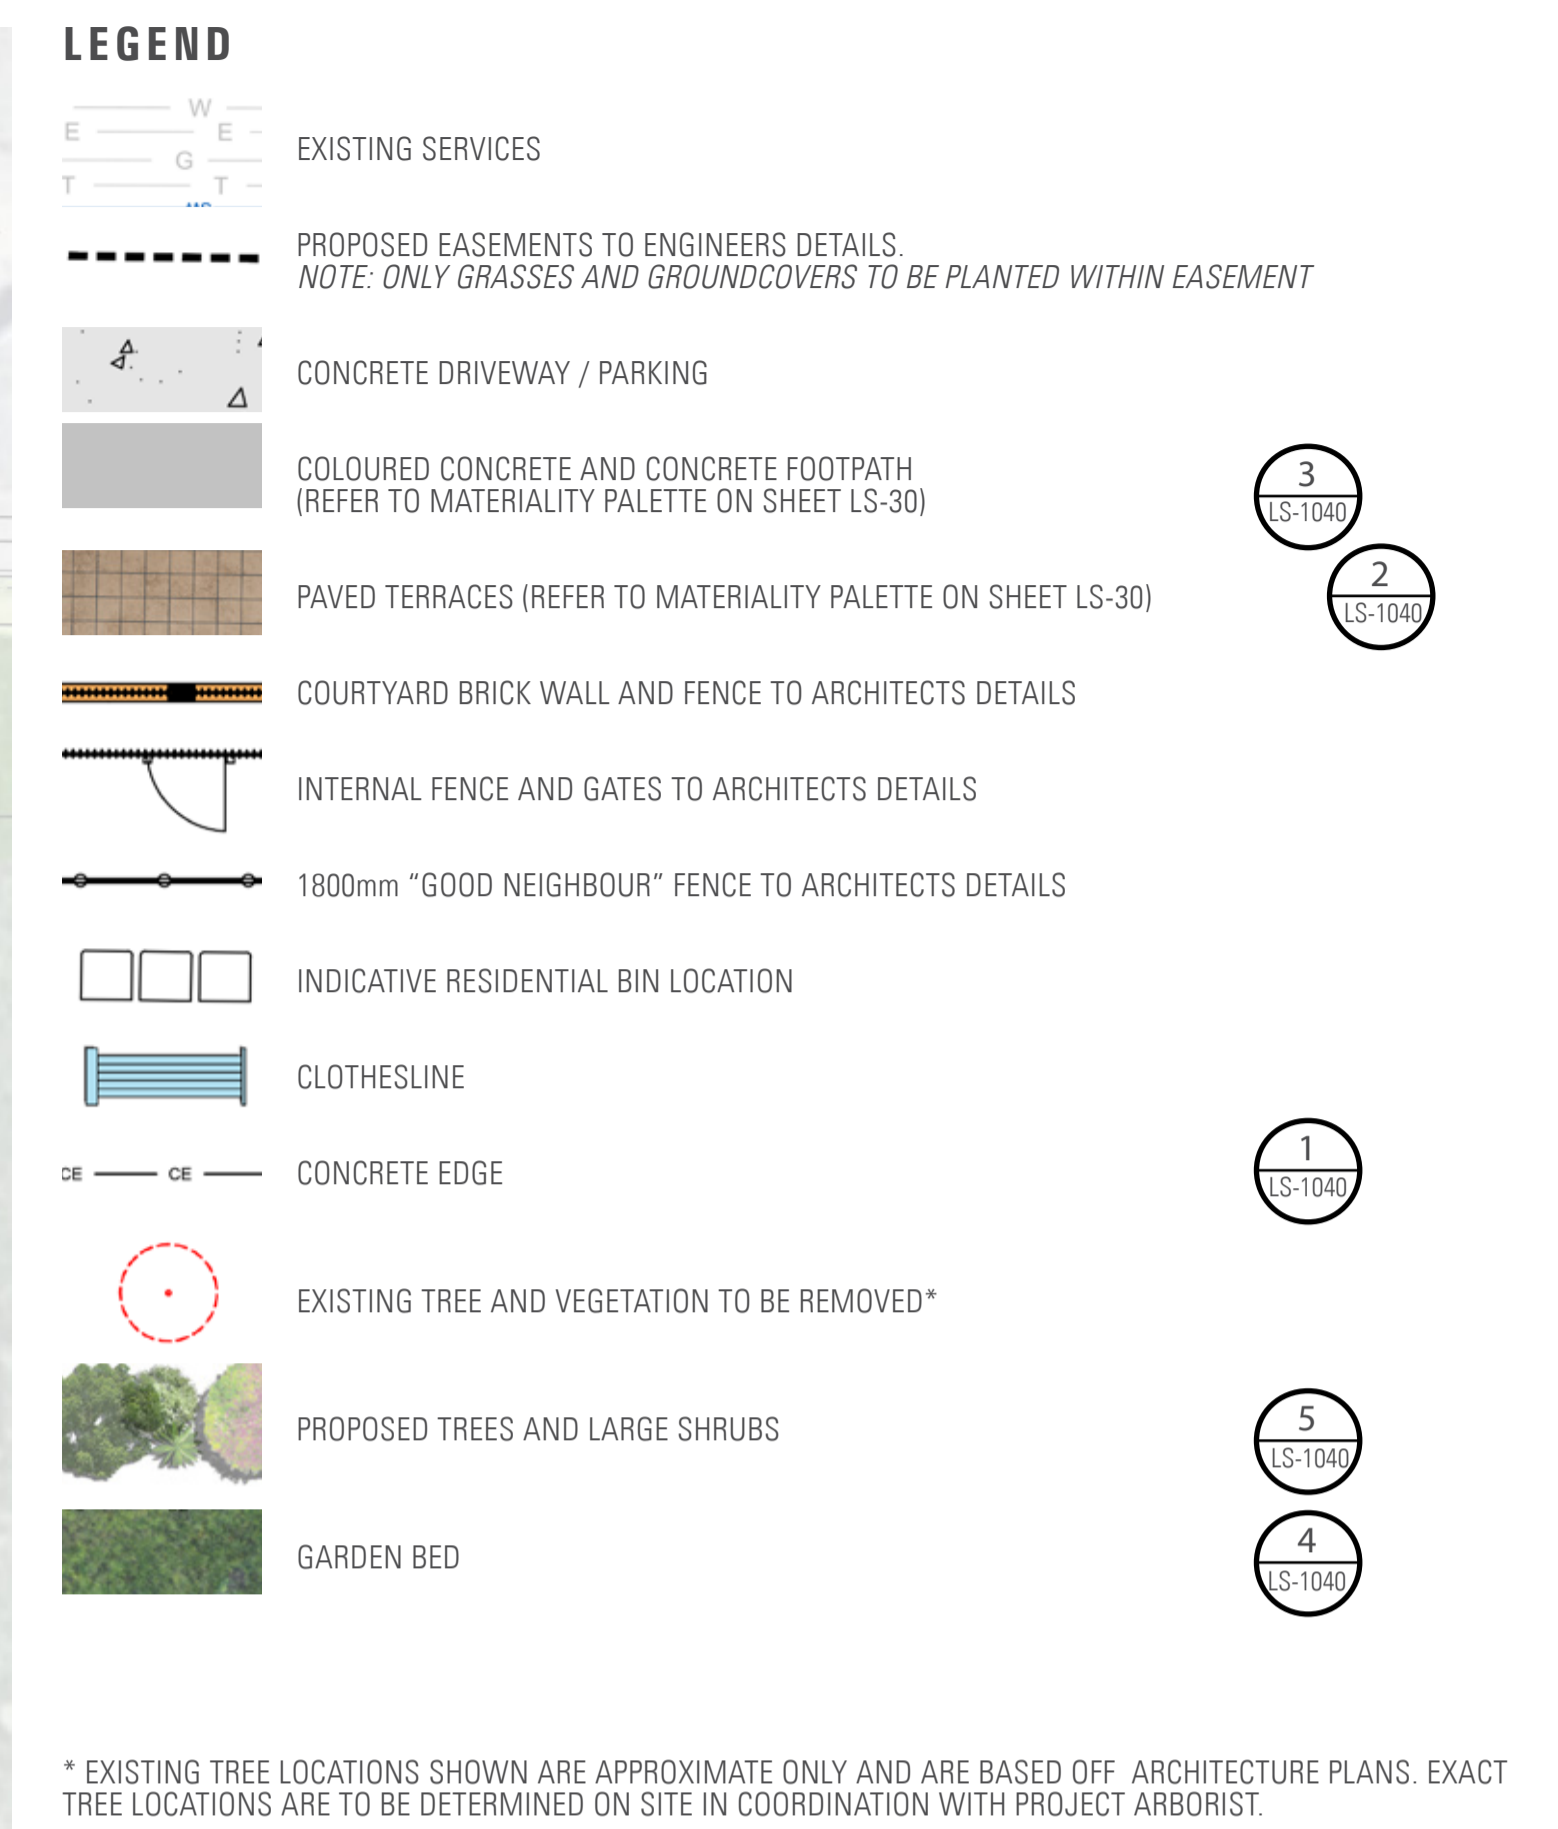 LEGEND
W
E E
G
T T
EXISTING SERVICES
PROPOSED EASEMENTS TO ENGINEERS DETAILS.
NOTE: ONLY GRASSES AND GROUNDCOVERS TO BE PLANTED WITHIN EASEMENT
CONCRETE DRIVEWAY / PARKING
COLOURED CONCRETE AND CONCRETE FOOTPATH
(REFER TO MATERIALITY PALETTE ON SHEET LS-30)
3
LS-1040
PAVED TERRACES (REFER TO MATERIALITY PALETTE ON SHEET LS-30)
2
LS-1040
COURTYARD BRICK WALL AND FENCE TO ARCHITECTS DETAILS
INTERNAL FENCE AND GATES TO ARCHITECTS DETAILS
1800mm “GOOD NEIGHBOUR” FENCE TO ARCHITECTS DETAILS
INDICATIVE RESIDENTIAL BIN LOCATION
CLOTHESLINE
CE CE
CONCRETE EDGE
1
LS-1040
EXISTING TREE AND VEGETATION TO BE REMOVED*
PROPOSED TREES AND LARGE SHRUBS
5
LS-1040
GARDEN BED
4
LS-1040
* EXISTING TREE LOCATIONS SHOWN ARE APPROXIMATE ONLY AND ARE BASED OFF ARCHITECTURE PLANS. EXACT
TREE LOCATIONS ARE TO BE DETERMINED ON SITE IN COORDINATION WITH PROJECT ARBORIST.